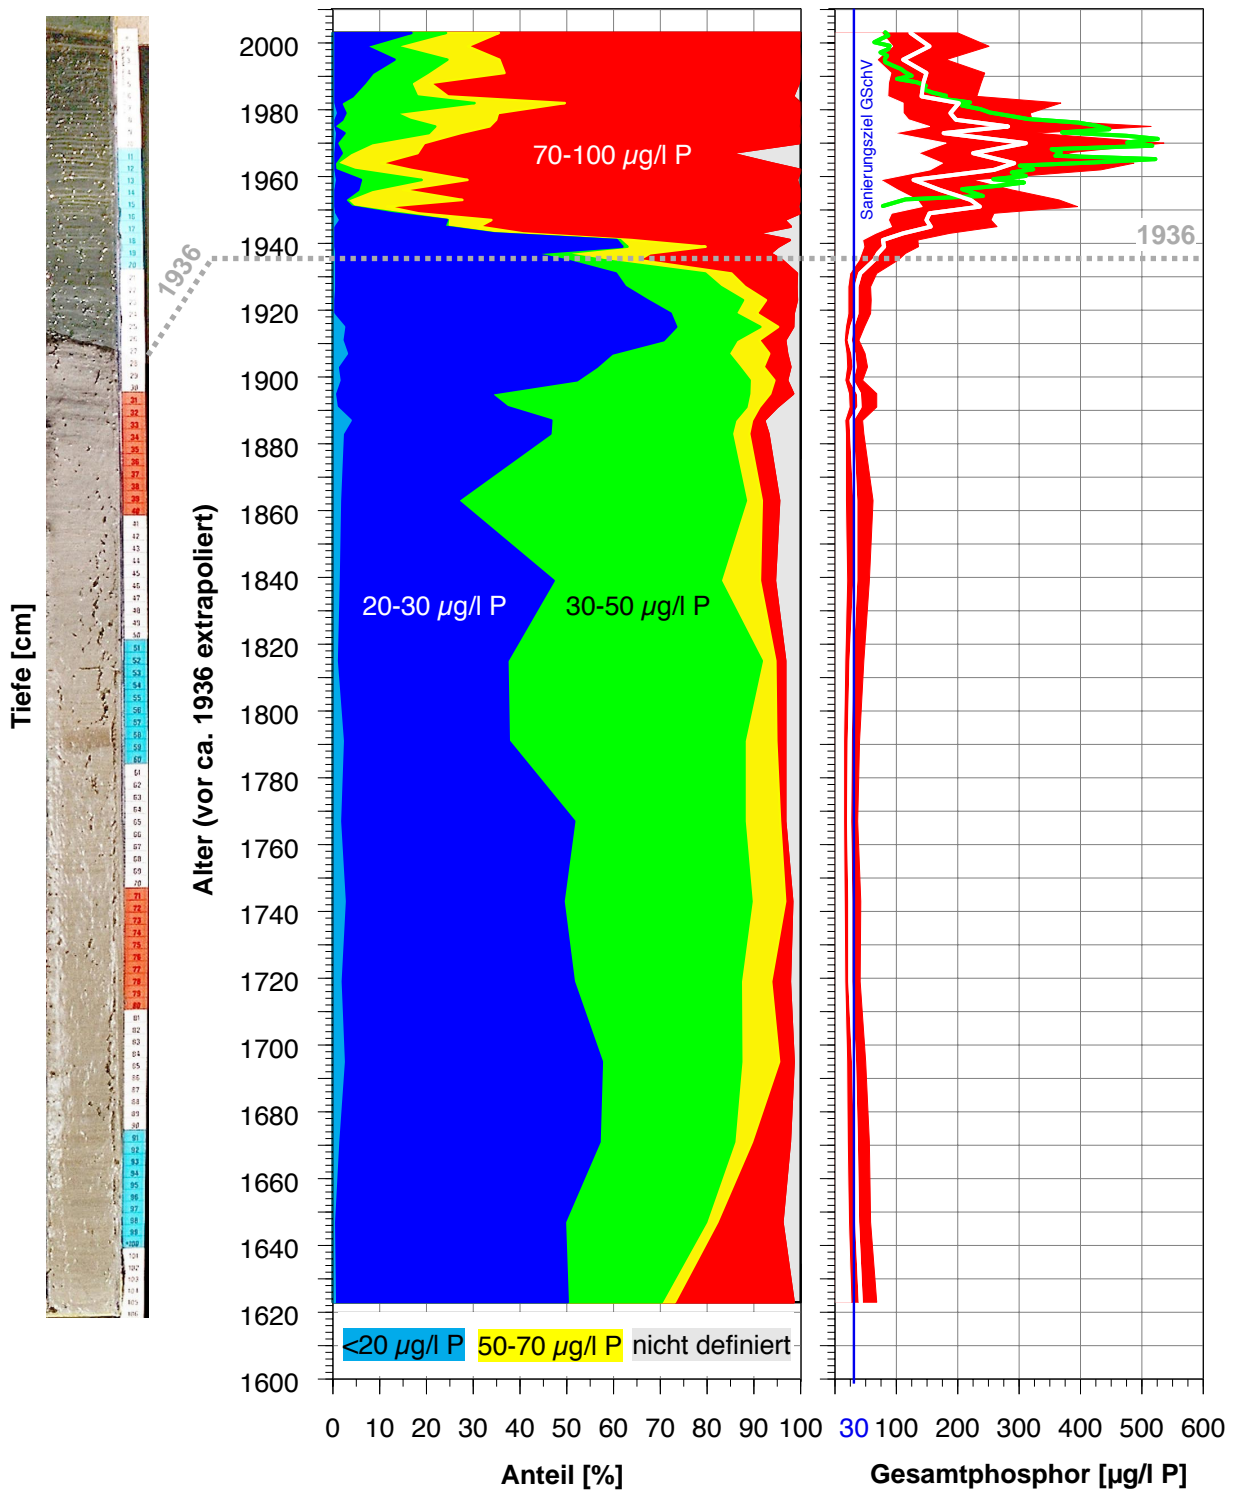 Tiefe [cm]
1936
Alter (vor ca. 1936 extrapoliert)
2000
1980
1960
1940
1920
1900
1880
1860
1840
1820
1800
1780
1760
1740
1720
1700
1680
1660
1640
1620
1600
70-100 µg/l P
20-30 µg/l P
30-50 µg/l P
<20 µg/l P
50-70 µg/l P
nicht definiert
0 10 20 30 40 50 60 70 80 90 100
Anteil [%]
Sanierungsziel GSchV
1936
30 100 200 300 400 500 600
Gesamtphosphor [µg/l P]